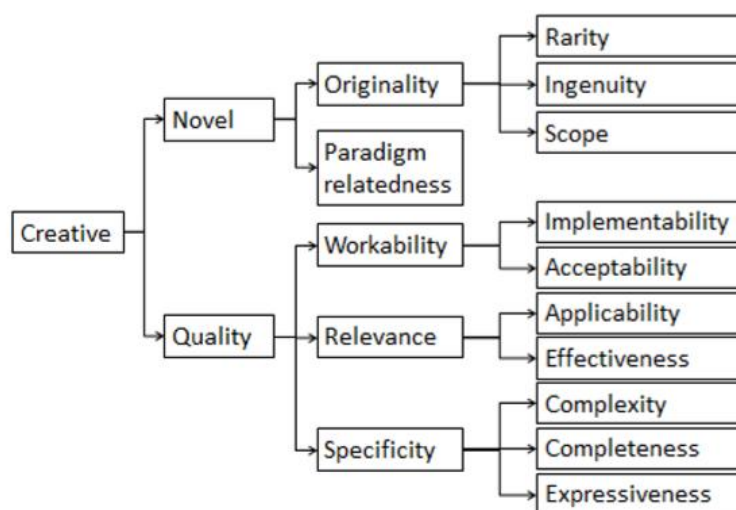 Rarity
Originality
Ingenuity
Novel
Scope
Paradigm
relatedness
Creative
Implementability
Workability
Acceptability
Applicability
Quality
Relevance
Effectiveness
Complexity
Specificity
Completeness
Expressiveness